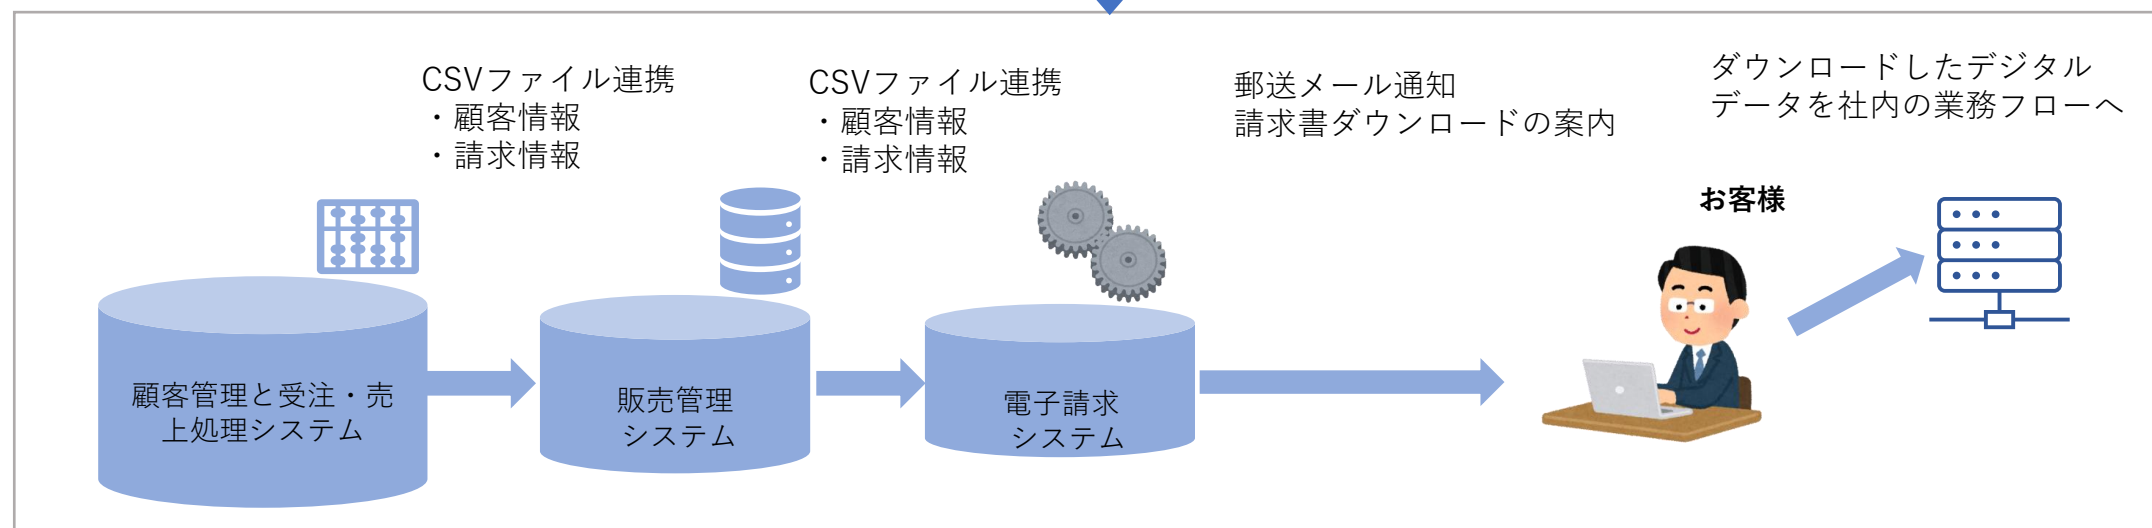 CSVファイル連携
・顧客情報
・請求情報
CSVファイル連携
・顧客情報
・請求情報
郵送メール通知
請求書ダウンロードの案内
ダウンロードしたデジタル
データを社内の業務フローへ
お客様
顧客管理と受注・売
上処理システム
販売管理
システム
電子請求
システム